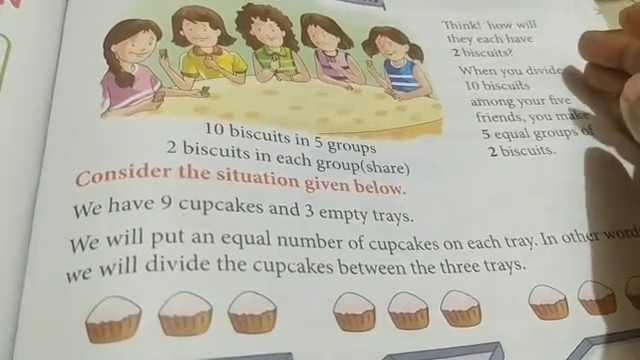 Think! how will
they each have
2 biscuits?
When you divide
10 biscuits
among your five
friends, you make
5 equal groups of
2 biscuits.
10 biscuits in 5 groups
2 biscuits in each group(share)
Consider the situation given below.
We have 9 cupcakes and 3 empty trays.
We will put an equal number of cupcakes on each tray. In other word
we will divide the cupcakes between the three trays.